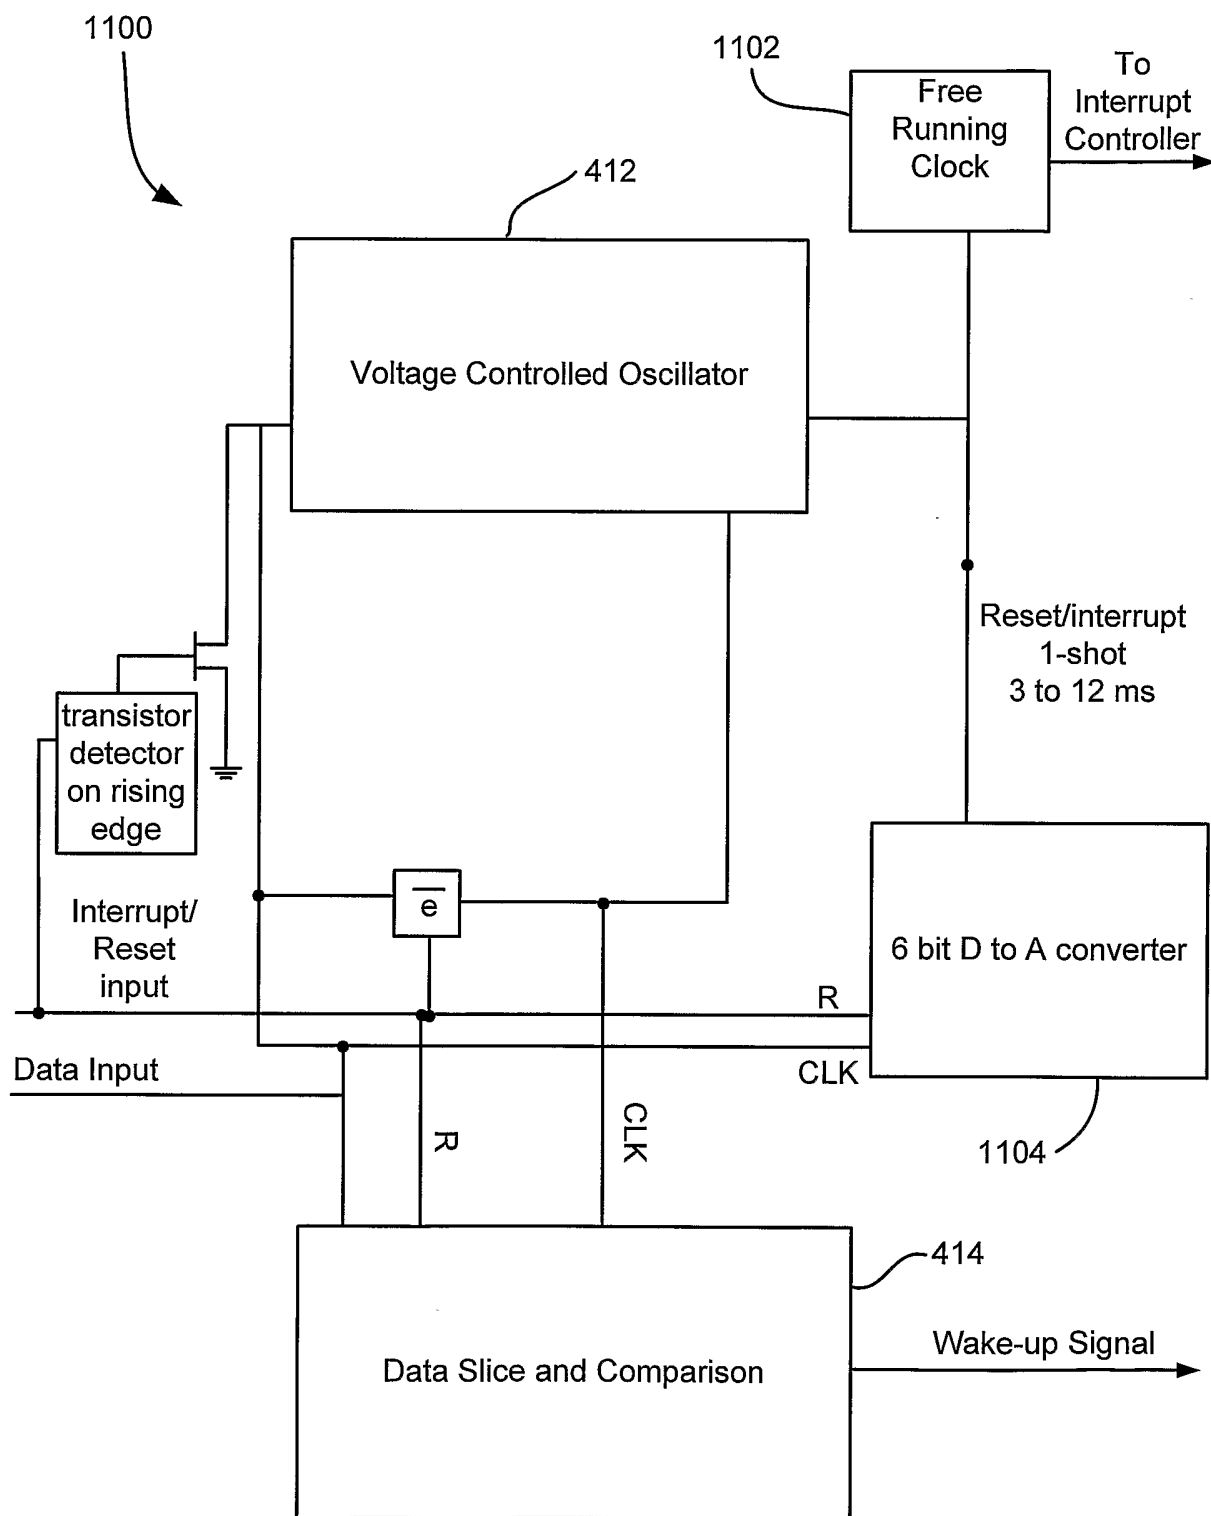 1100
1102
Free
Running
Clock
To
Interrupt
Controller
412
Voltage Controlled Oscillator
Reset/interrupt
1-shot
3 to 12 ms
transistor
detector
on rising
edge
e
Interrupt/
Reset
input
6 bit D to A converter
R
CLK
Data Input
R
CLK
1104
414
Wake-up Signal
Data Slice and Comparison